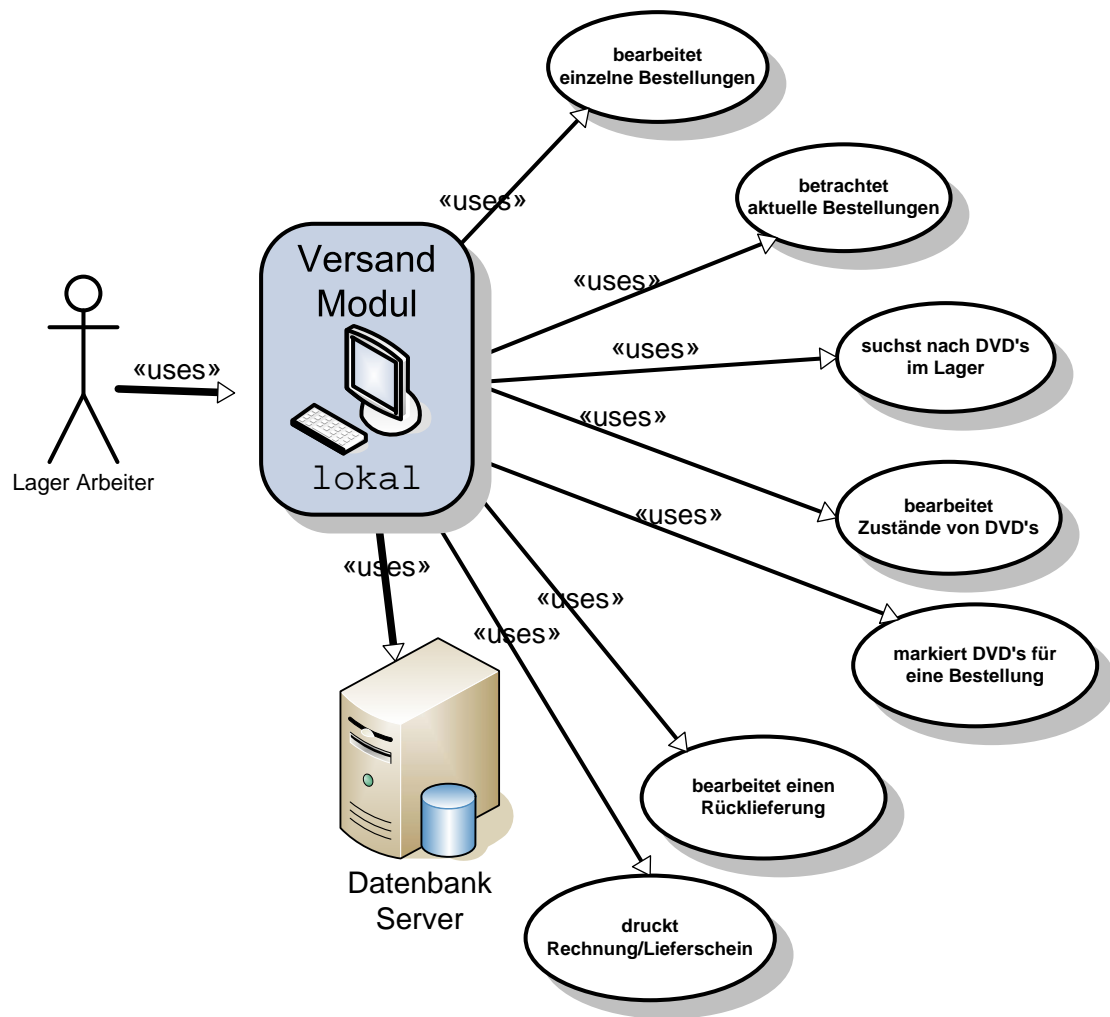 bearbeitet
einzelne Bestellungen
«uses»
betrachtet
aktuelle Bestellungen
«uses»
Versand
Modul
lokal
«uses»
suchst nach DVD's
im Lager
«uses»
Lager Arbeiter
«uses»
bearbeitet
Zustände von DVD's
«uses»
«uses»
«uses»
«uses»
markiert DVD's für
eine Bestellung
bearbeitet einen
Rücklieferung
Datenbank
Server
druckt
Rechnung/Lieferschein